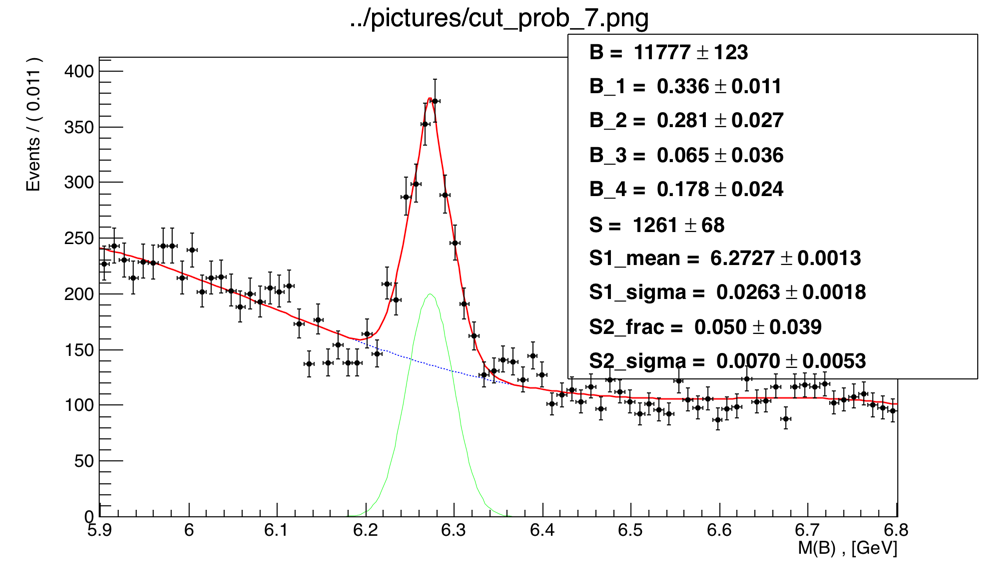 ../pictures/cut_prob_7.png
B = 11777 ± 123
B_1 = 0.336 ± 0.011
B_2 = 0.281 ± 0.027
B_3 = 0.065 ± 0.036
B_4 = 0.178 ± 0.024
S = 1261 ± 68
S1_mean = 6.2727 ± 0.0013
S1_sigma = 0.0263 ± 0.0018
S2_frac = 0.050 ± 0.039
S2_sigma = 0.0070 ± 0.0053
Events / ( 0.011 )
400
350
300
250
200
150
100
50
0
5.9 6 6.1 6.2 6.3 6.4 6.5 6.6 6.7 6.8
M(B) , [GeV]